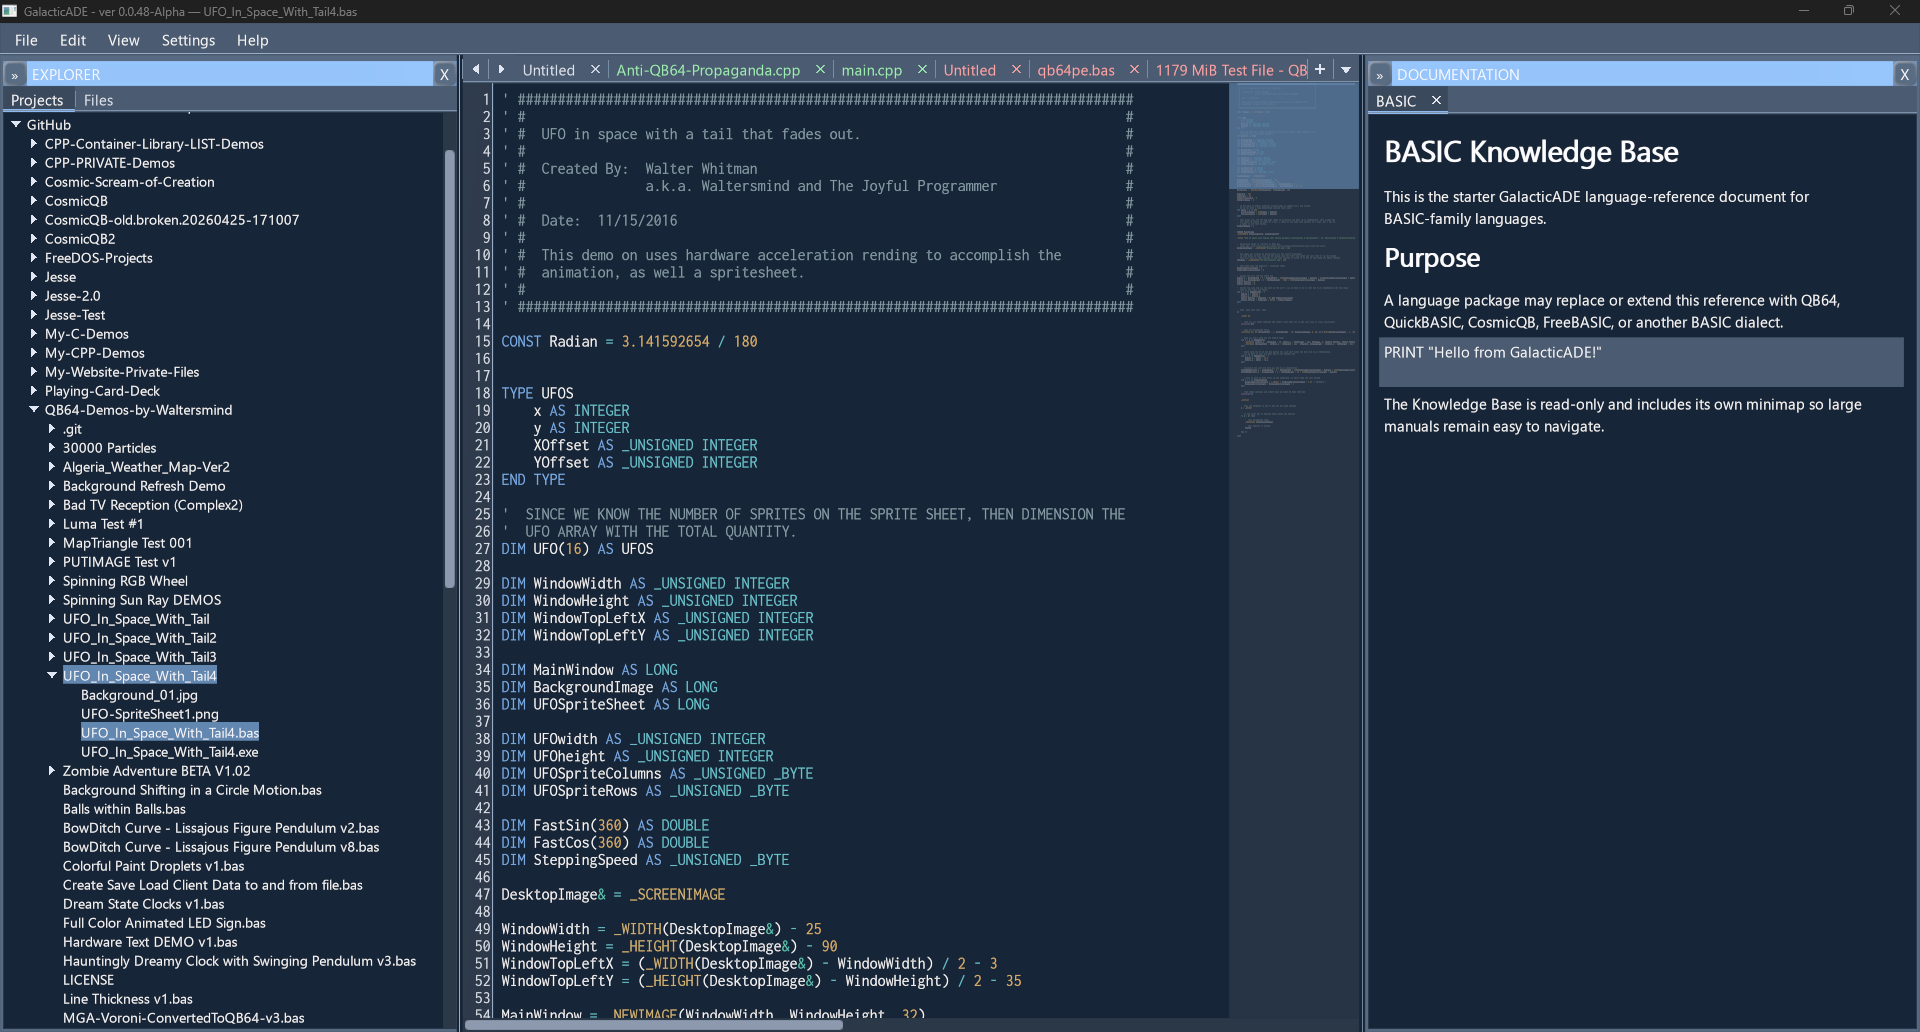 GalacticADE - ver 0.0.48-Alpha — UFO_In_Space_With_Tail4.bas
File Edit View Settings Help
» EXPLORER X
Projects Files
GitHub
CPP-Container-Library-LIST-Demos
CPP-PRIVATE-Demos
Cosmic-Scream-of-Creation
CosmicQB
CosmicQB-old.broken.20260425-171007
CosmicQB2
FreeDOS-Projects
Jesse
Jesse-2.0
Jesse-Test
My-C-Demos
My-CPP-Demos
My-Website-Private-Files
Playing-Card-Deck
QB64-Demos-by-Waltersmind
.git
30000 Particles
Algeria_Weather_Map-Ver2
Background Refresh Demo
Bad TV Reception (Complex2)
Luma Test #1
MapTriangle Test 001
PUTIMAGE Test v1
Spinning RGB Wheel
Spinning Sun Ray DEMOS
UFO_In_Space_With_Tail
UFO_In_Space_With_Tail2
UFO_In_Space_With_Tail3
UFO_In_Space_With_Tail4
Background_01.jpg
UFO-SpriteSheet1.png
UFO_In_Space_With_Tail4.bas
UFO_In_Space_With_Tail4.exe
Zombie Adventure BETA V1.02
Background Shifting in a Circle Motion.bas
Balls within Balls.bas
BowDitch Curve - Lissajous Figure Pendulum v2.bas
BowDitch Curve - Lissajous Figure Pendulum v8.bas
Colorful Paint Droplets v1.bas
Create Save Load Client Data to and from file.bas
Dream State Clocks v1.bas
Full Color Animated LED Sign.bas
Hardware Text DEMO v1.bas
Hauntingly Dreamy Clock with Swinging Pendulum v3.bas
LICENSE
Line Thickness v1.bas
MGA-Voroni-ConvertedToQB64-v3.bas
Untitled × Anti-QB64-Propaganda.cpp × main.cpp × Untitled × qb64pe.bas × 1179 MiB Test File - QB +
1 ' #############################################################################
2 ' # #
3 ' # UFO in space with a tail that fades out. #
4 ' # #
5 ' # Created By: Walter Whitman #
6 ' # a.k.a. Waltersmind and The Joyful Programmer #
7 ' # #
8 ' # Date: 11/15/2016 #
9 ' # #
10 ' # This demo on uses hardware acceleration rending to accomplish the #
11 ' # animation, as well a spritesheet. #
12 ' # #
13 ' #############################################################################
14
15 CONST Radian = 3.141592654 / 180
16
17
18 TYPE UFOS
19 x AS INTEGER
20 y AS INTEGER
21 XOffset AS _UNSIGNED INTEGER
22 YOffset AS _UNSIGNED INTEGER
23 END TYPE
24
25 ' SINCE WE KNOW THE NUMBER OF SPRITES ON THE SPRITE SHEET, THEN DIMENSION THE
26 ' UFO ARRAY WITH THE TOTAL QUANTITY.
27 DIM UFO(16) AS UFOS
28
29 DIM WindowWidth AS _UNSIGNED INTEGER
30 DIM WindowHeight AS _UNSIGNED INTEGER
31 DIM WindowTopLeftX AS _UNSIGNED INTEGER
32 DIM WindowTopLeftY AS _UNSIGNED INTEGER
33
34 DIM MainWindow AS LONG
35 DIM BackgroundImage AS LONG
36 DIM UFOSpriteSheet AS LONG
37
38 DIM UFOwidth AS _UNSIGNED INTEGER
39 DIM UFOheight AS _UNSIGNED INTEGER
40 DIM UFOSpriteColumns AS _UNSIGNED _BYTE
41 DIM UFOSpriteRows AS _UNSIGNED _BYTE
42
43 DIM FastSin(360) AS DOUBLE
44 DIM FastCos(360) AS DOUBLE
45 DIM SteppingSpeed AS _UNSIGNED _BYTE
46
47 DesktopImage& = _SCREENIMAGE
48
49 WindowWidth = _WIDTH(DesktopImage&) - 25
50 WindowHeight = _HEIGHT(DesktopImage&) - 90
51 WindowTopLeftX = (_WIDTH(DesktopImage&) - WindowWidth) / 2 - 3
52 WindowTopLeftY = (_HEIGHT(DesktopImage&) - WindowHeight) / 2 - 35
53
54 MainWindow = _NEWIMAGE(WindowWidth, WindowHeight, 32)
» DOCUMENTATION X
BASIC ×
BASIC Knowledge Base
This is the starter GalacticADE language-reference document for
BASIC-family languages.
Purpose
A language package may replace or extend this reference with QB64,
QuickBASIC, CosmicQB, FreeBASIC, or another BASIC dialect.
PRINT "Hello from GalacticADE!"
The Knowledge Base is read-only and includes its own minimap so large
manuals remain easy to navigate.